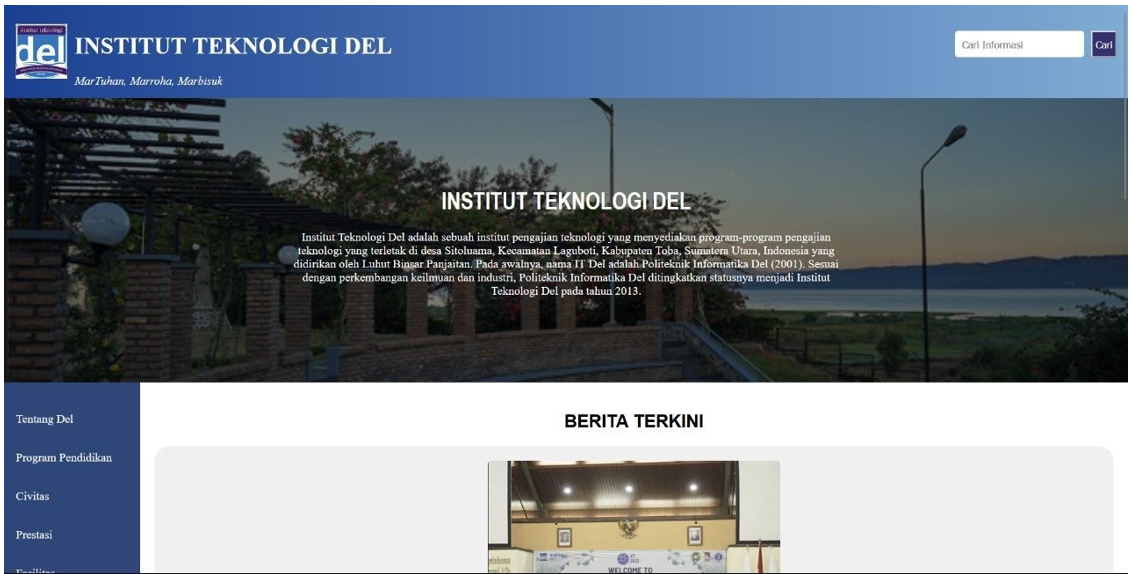 institut teknologi
del
INSTITUT TEKNOLOGI DEL
MarTuhan, Marroha, Marbisuk
Cari Informasi
Cari
INSTITUT TEKNOLOGI DEL
Institut Teknologi Del adalah sebuah institut pengajian teknologi yang menyediakan program-program pengajian
teknologi yang terletak di desa Sitoluama, Kecamatan Laguboti, Kabupaten Toba, Sumatera Utara, Indonesia yang
didirikan oleh Luhut Binsar Panjaitan. Pada awalnya, nama IT Del adalah Politeknik Informatika Del (2001). Sesuai
dengan perkembangan keilmuan dan industri, Politeknik Informatika Del ditingkatkan statusnya menjadi Institut
Teknologi Del pada tahun 2013.
Tentang Del
Program Pendidikan
Civitas
Prestasi
Fasilitas
BERITA TERKINI
WELCOME TO